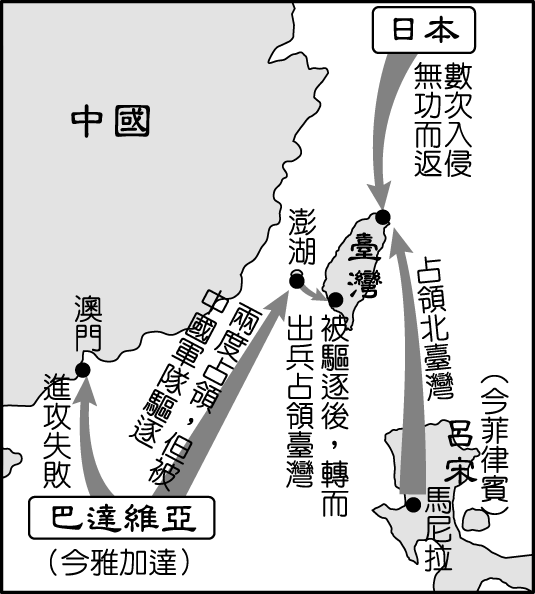 日本
數次入侵
無功而返
中國
澎湖
臺灣
占領北臺灣
兩度占領，但被
中國軍隊驅逐
被驅逐後，轉而
出兵占領臺灣
澳門
進攻失敗
呂宋
（今菲律賓）
馬尼拉
巴達維亞
（今雅加達）